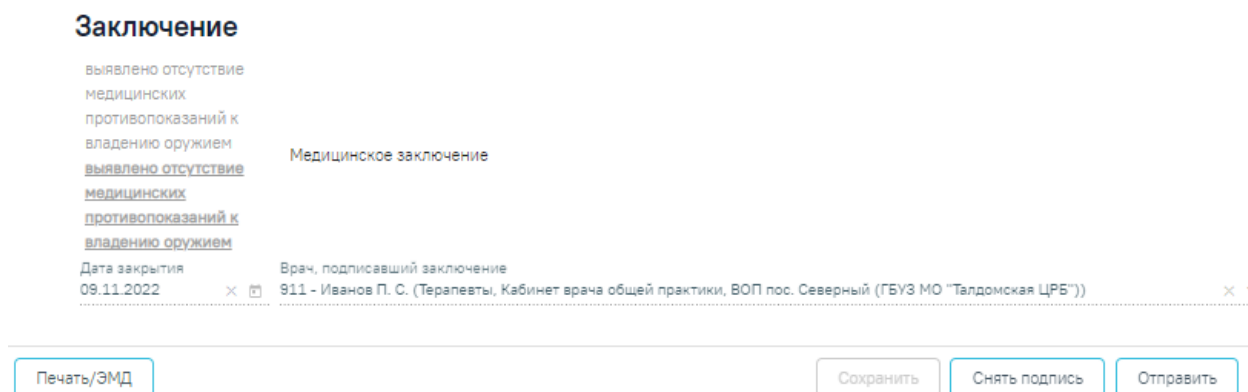 Заключение
выявлено отсутствие
медицинских
противопоказаний к
владению оружием
выявлено отсутствие
медицинских
противопоказаний к
владению оружием
Медицинское заключение
Дата закрытия
09.11.2022
Врач, подписавший заключение
911 - Иванов П. С. (Терапевты, Кабинет врача общей практики, ВОП пос. Северный (ГБУЗ МО "Талдомская ЦРБ"))
Печать/ЭМД
Сохранить
Снять подпись
Отправить